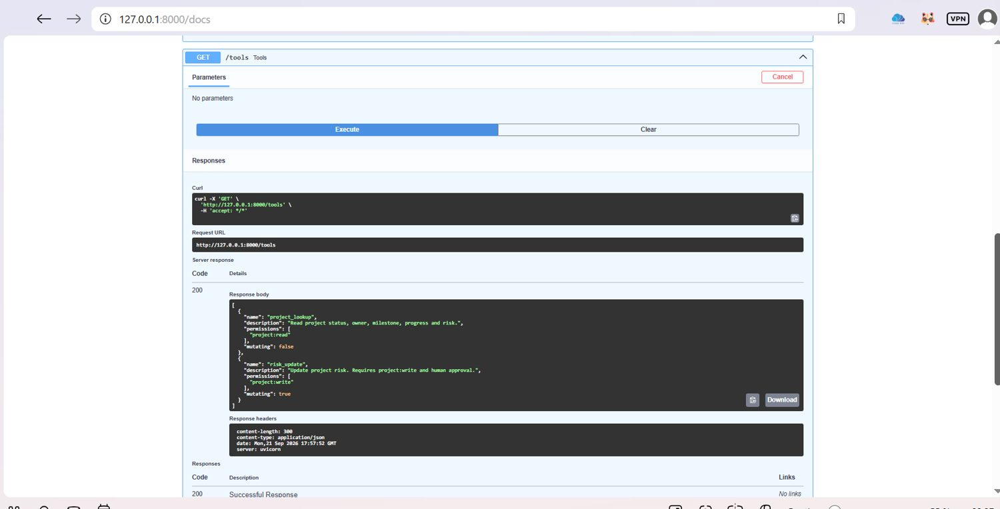 127.0.0.1:8000/docs
VPN
GET /tools Tools
Parameters
Cancel
No parameters
Execute
Clear
Responses
Curl
curl -X 'GET' \
'http://127.0.0.1:8000/tools' \
-H 'accept: */*'
Request URL
http://127.0.0.1:8000/tools
Server response
Code Details
200
Response body
[
{
"name": "project_lookup",
"description": "Read project status, owner, milestone, progress and risk.",
"permissions": [
"project:read"
],
"mutating": false
},
{
"name": "risk_update",
"description": "Update project risk. Requires project:write and human approval.",
"permissions": [
"project:write"
],
"mutating": true
}
]
Download
Response headers
content-length: 300
content-type: application/json
date: Mon,21 Sep 2026 17:57:52 GMT
server: uvicorn
Responses
Code Description Links
200 Successful Response No links